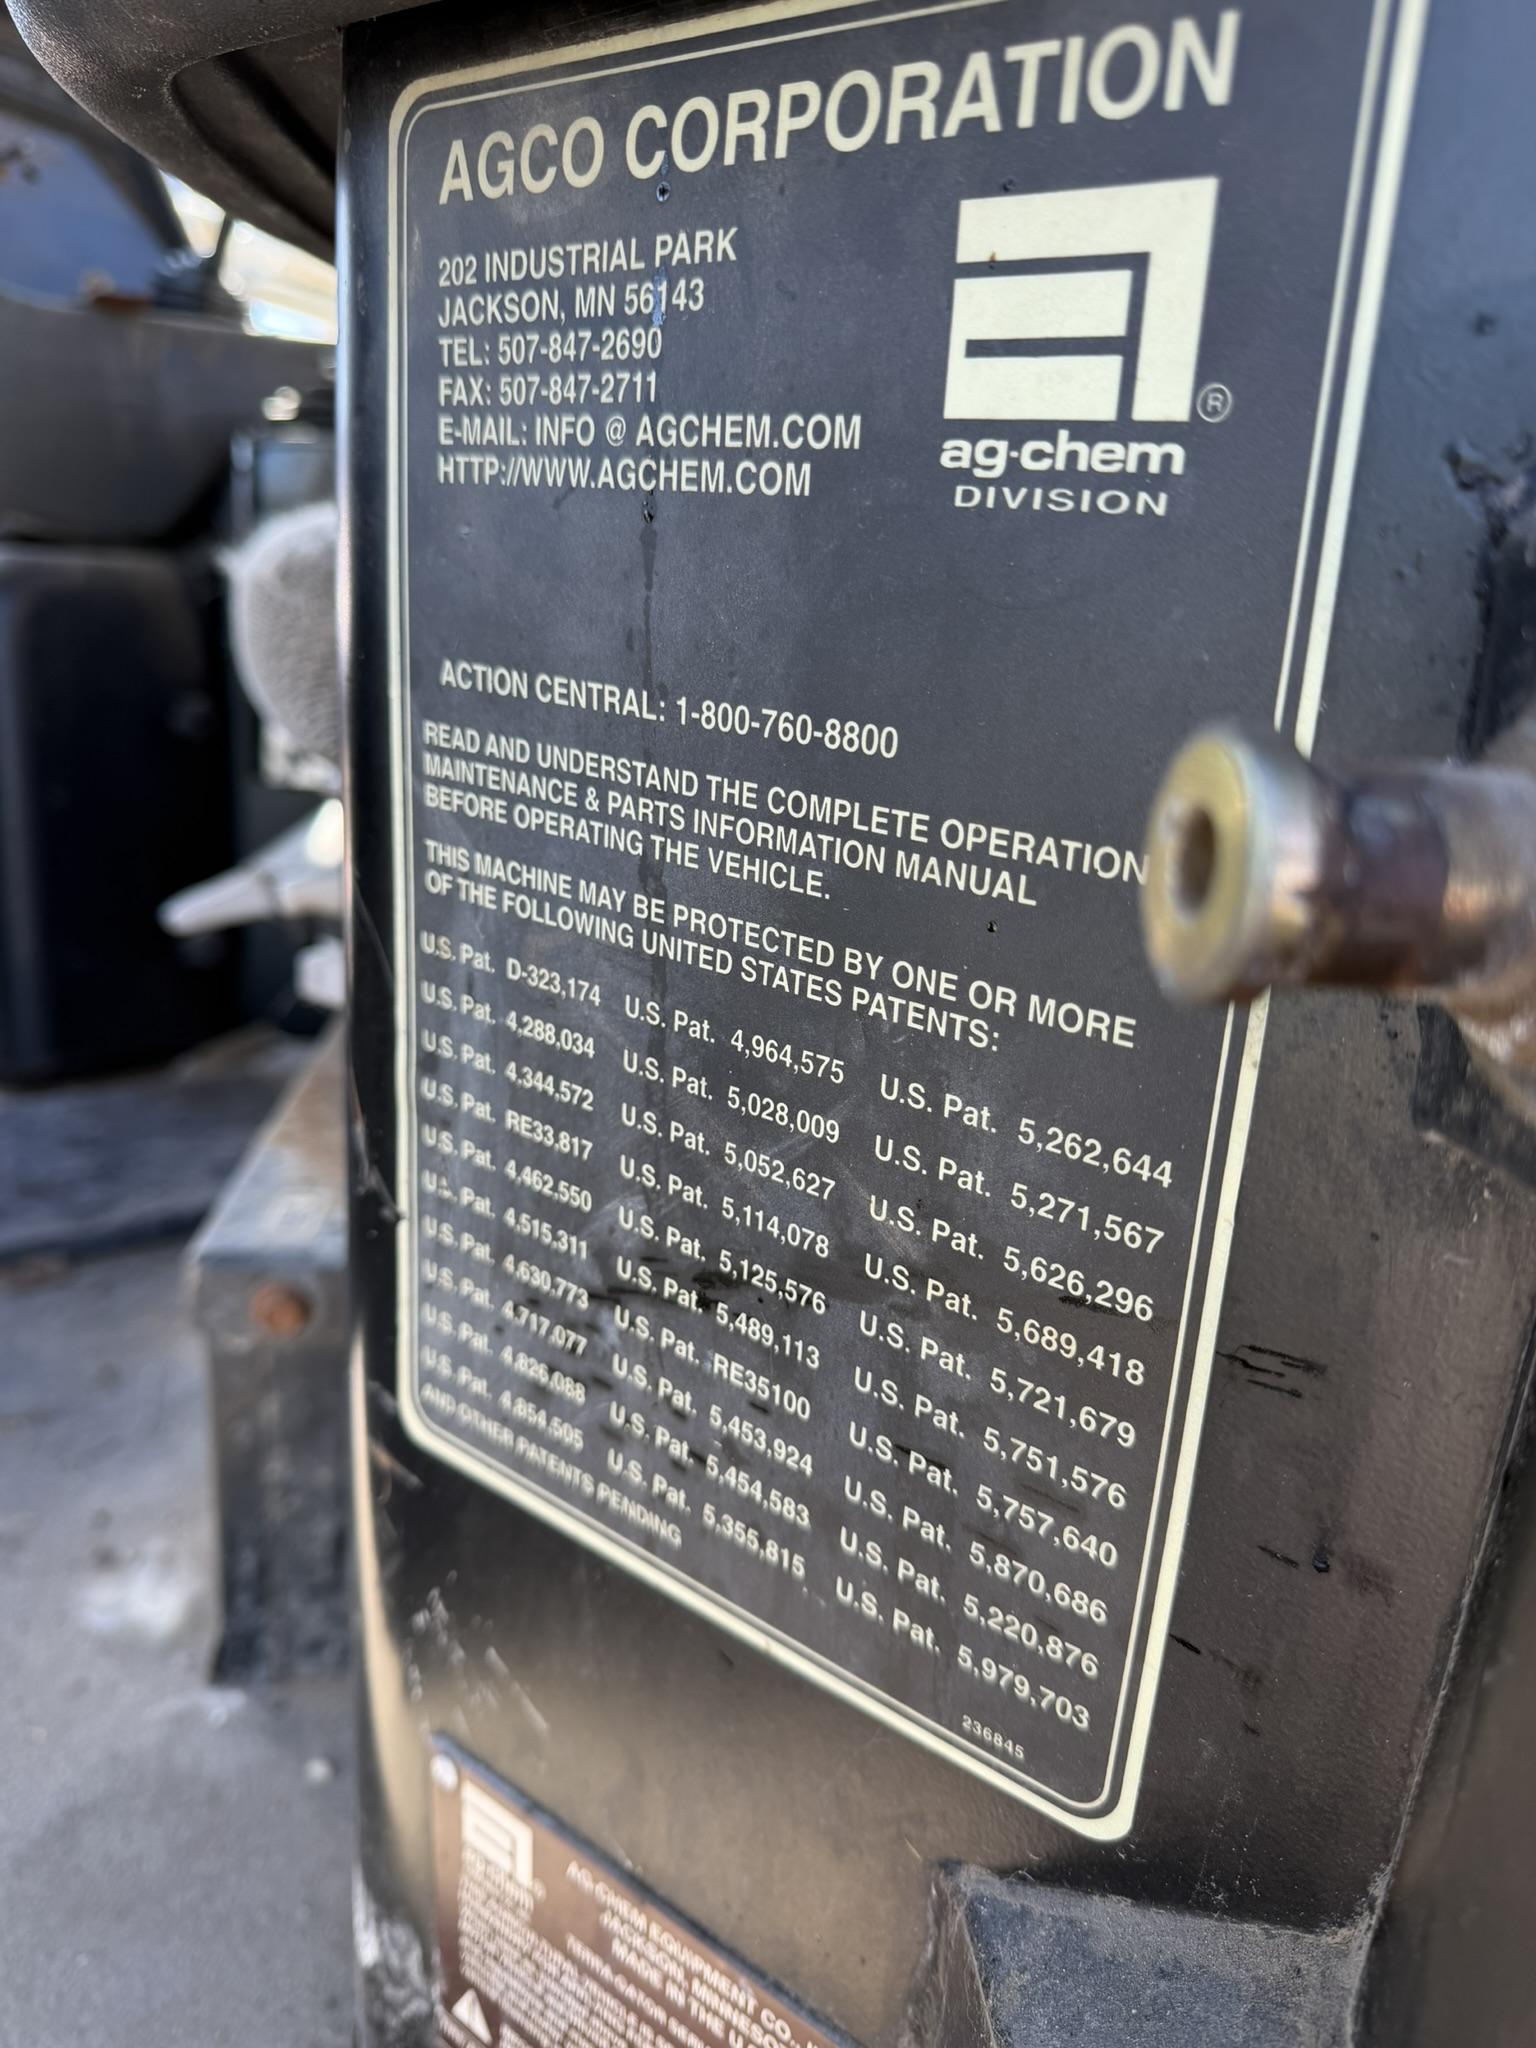 AGCO CORPORATION
202 INDUSTRIAL PARK
JACKSON, MN 56143
TEL: 507-847-2690
FAX: 507-847-2711
E-MAIL: INFO @ AGCHEM.COM
HTTP://WWW.AGCHEM.COM
®
ag·chem
DIVISION
ACTION CENTRAL: 1-800-760-8800
READ AND UNDERSTAND THE COMPLETE OPERATION
MAINTENANCE & PARTS INFORMATION MANUAL
BEFORE OPERATING THE VEHICLE.
THIS MACHINE MAY BE PROTECTED BY ONE OR MORE
OF THE FOLLOWING UNITED STATES PATENTS:
U.S. Pat. D-323,174 U.S. Pat. 4,964,575 U.S. Pat. 5,262,644
U.S. Pat. 4,288,034 U.S. Pat. 5,028,009 U.S. Pat. 5,271,567
U.S. Pat. 4,344,572 U.S. Pat. 5,052,627 U.S. Pat. 5,626,296
U.S. Pat. RE33,817 U.S. Pat. 5,114,078 U.S. Pat. 5,689,418
U.S. Pat. 4,462,550 U.S. Pat. 5,125,576 U.S. Pat. 5,721,679
U.S. Pat. 4,515,311 U.S. Pat. 5,489,113 U.S. Pat. 5,751,576
U.S. Pat. 4,630,773 U.S. Pat. RE35100 U.S. Pat. 5,757,640
U.S. Pat. 4,717,077 U.S. Pat. 5,453,924 U.S. Pat. 5,870,686
U.S. Pat. 4,826,088 U.S. Pat. 5,454,583 U.S. Pat. 5,220,876
U.S. Pat. 4,854,505 U.S. Pat. 5,355,815 U.S. Pat. 5,979,703
AND OTHER PATENTS PENDING
236845
AG-CHEM EQUIPMENT CO.,
JACKSON, MINNESOTA
MADE IN THE U.S.